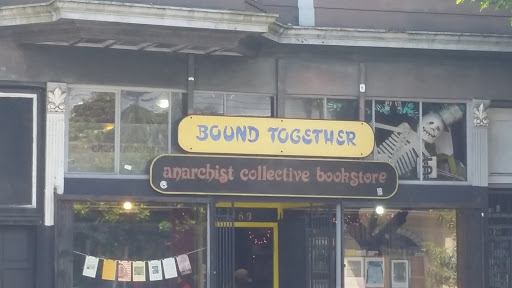 BOUND TOGETHER
anarchist collective bookstore